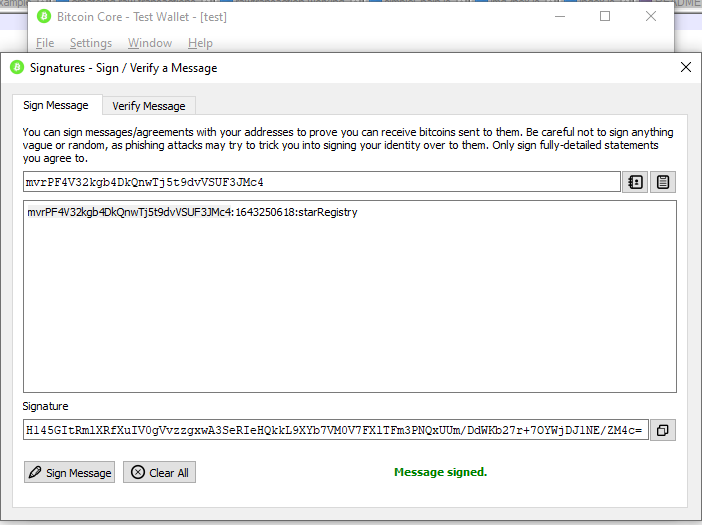 Bitcoin Core - Test Wallet - [test]
File Settings Window Help
Signatures - Sign / Verify a Message
Sign Message Verify Message
You can sign messages/agreements with your addresses to prove you can receive bitcoins sent to them. Be careful not to sign anything
vague or random, as phishing attacks may try to trick you into signing your identity over to them. Only sign fully-detailed statements
you agree to.
mvrPF4V32kgb4DkQnwTj5t9dvVSUF3JMc4
mvrPF4V32kgb4DkQnwTj5t9dvVSUF3JMc4:1643250618:starRegistry
Signature
H145GItRmlXRfXuIV0gVvzzgxwA3SeRIeHQkkL9XYb7VM0V7FXlTFm3PNQxUUm/DdWKb27r+7OYWjDJlNE/ZM4c=
Sign Message Clear All Message signed.